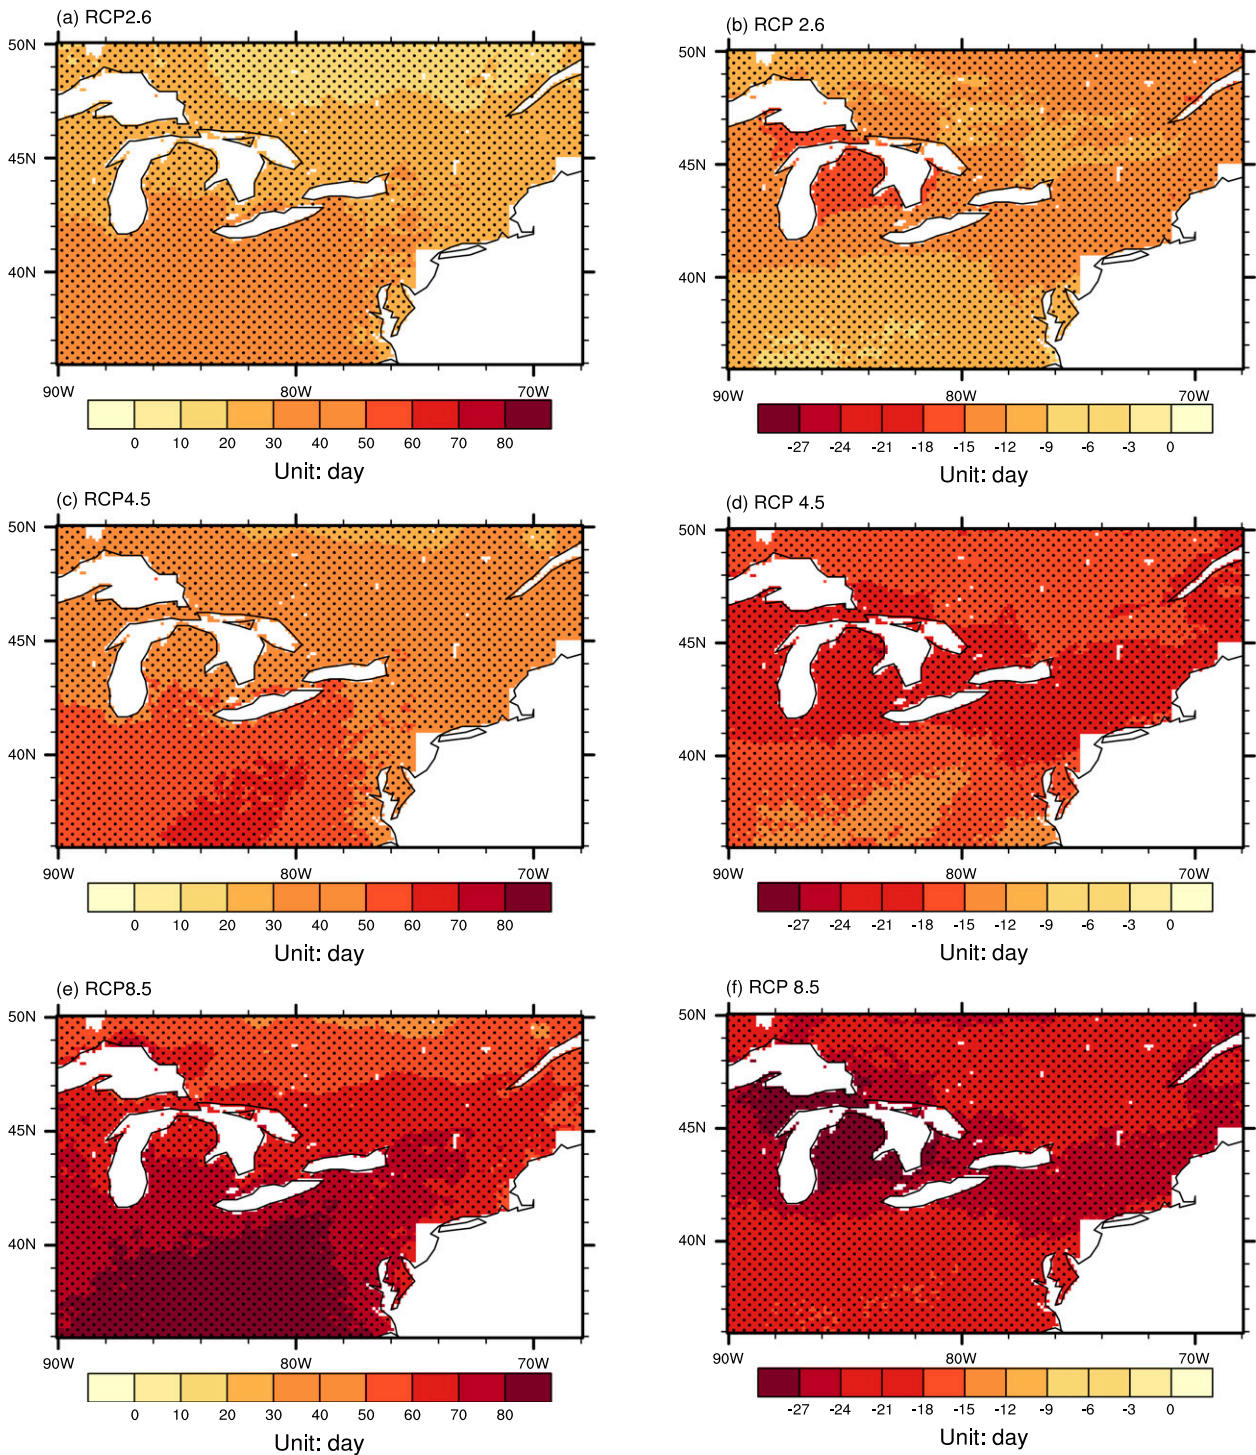 (a) RCP2.6
50N
45N
40N
90W 80W 70W
0 10 20 30 40 50 60 70 80
Unit: day
(b) RCP 2.6
50N
45N
40N
90W 80W 70W
-27 -24 -21 -18 -15 -12 -9 -6 -3 0
Unit: day
(c) RCP4.5
50N
45N
40N
90W 80W 70W
0 10 20 30 40 50 60 70 80
Unit: day
(d) RCP 4.5
50N
45N
40N
90W 80W 70W
-27 -24 -21 -18 -15 -12 -9 -6 -3 0
Unit: day
(e) RCP8.5
50N
45N
40N
90W 80W 70W
0 10 20 30 40 50 60 70 80
Unit: day
(f) RCP 8.5
50N
45N
40N
90W 80W 70W
-27 -24 -21 -18 -15 -12 -9 -6 -3 0
Unit: day